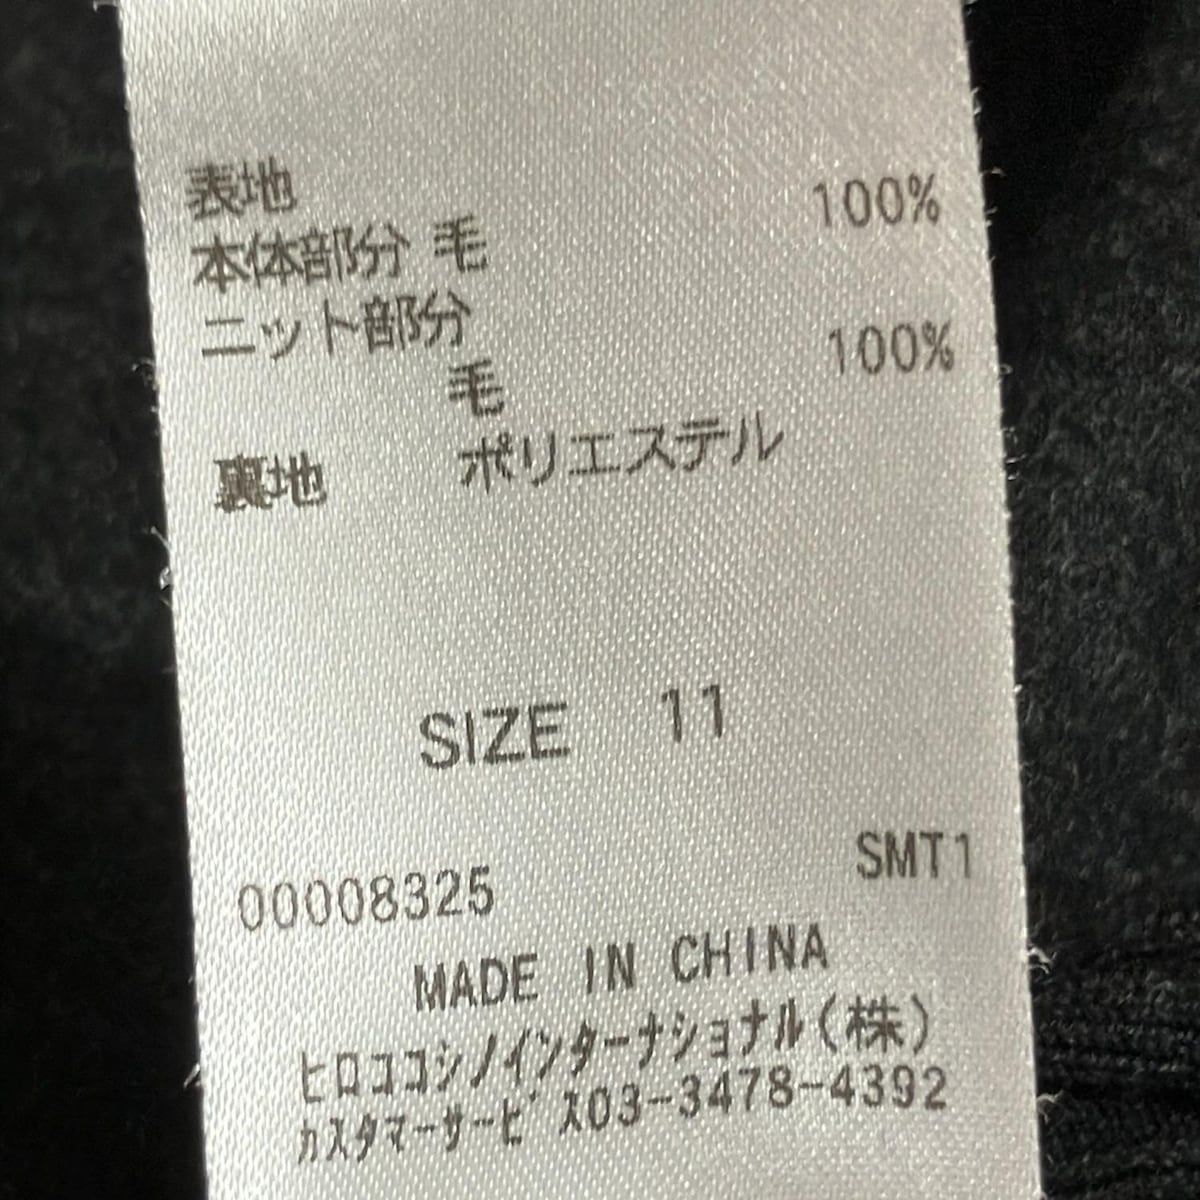 表地
本体部分 毛 100%
ニット部分
毛 100%
裏地 ポリエステル
SIZE 11
SMT1
00008325
MADE IN CHINA
ヒロココシノインターナショナル(株)
カスタマーサービス03-3478-4392